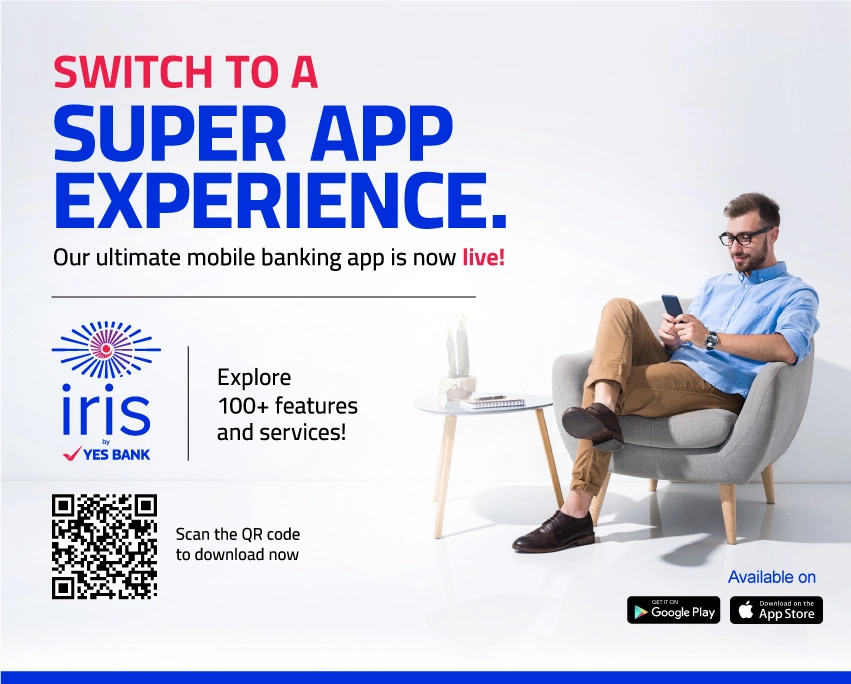 SWITCH TO A
SUPER APP
EXPERIENCE.
Our ultimate mobile banking app is now live!
iris
by
YES BANK
Explore
100+ features
and services!
Scan the QR code
to download now
Available on
GET IT ON
Google Play
Download on the
App Store